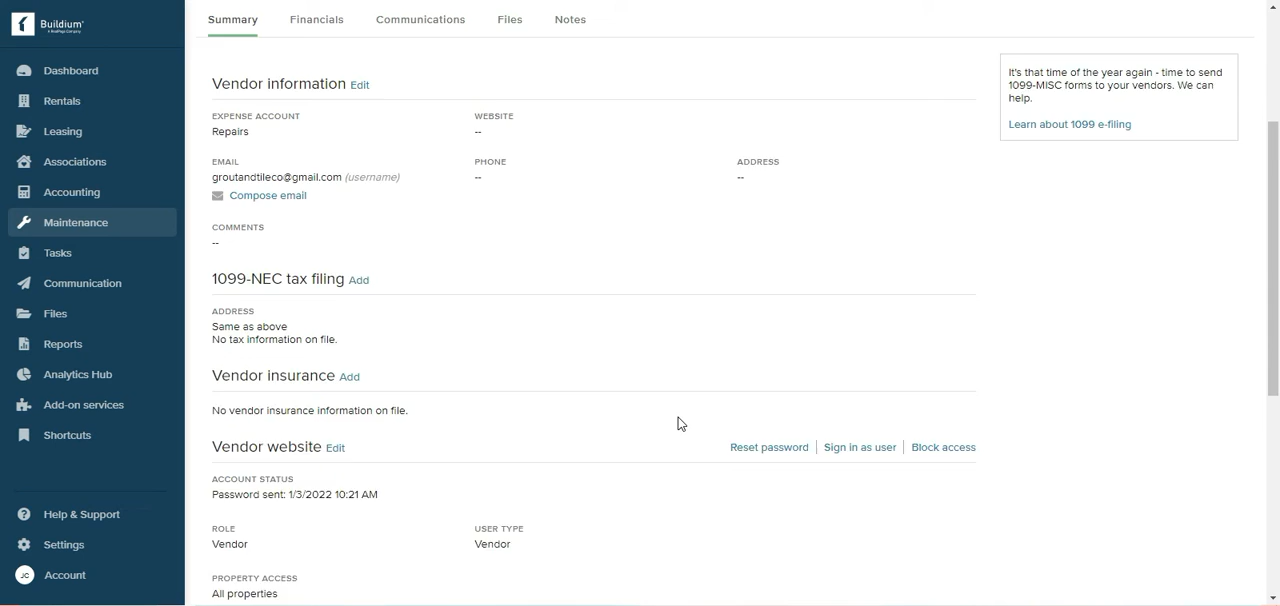 Buildium®
A RealPage Company
Dashboard
Rentals
Leasing
Associations
Accounting
Maintenance
Tasks
Communication
Files
Reports
Analytics Hub
Add-on services
Shortcuts
Help & Support
Settings
JC Account
Summary Financials Communications Files Notes
Vendor information Edit
EXPENSE ACCOUNT WEBSITE
Repairs --
EMAIL PHONE ADDRESS
groutandtileco@gmail.com (username) -- --
Compose email
COMMENTS
--
1099-NEC tax filing Add
ADDRESS
Same as above
No tax information on file.
Vendor insurance Add
No vendor insurance information on file.
Vendor website Edit Reset password Sign in as user Block access
ACCOUNT STATUS
Password sent: 1/3/2022 10:21 AM
ROLE USER TYPE
Vendor Vendor
PROPERTY ACCESS
All properties
It's that time of the year again - time to send
1099-MISC forms to your vendors. We can
help.
Learn about 1099 e-filing